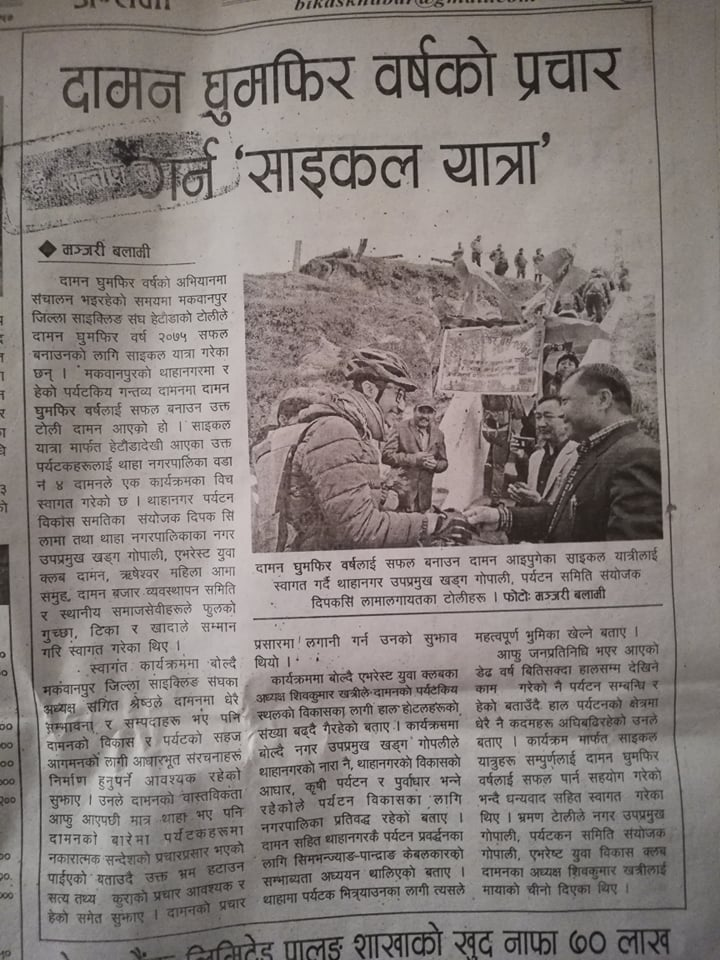 bikaskhabar@gmail.com
दामन घुमफिर वर्षको प्रचार
गर्न ‘साइकल यात्रा’
मञ्जरी बलामी
दामन घुमफिर वर्षको अभियानमा
संचालन भइरहेको समयमा मकवानपुर
जिल्ला साइक्लिङ संघ हेटौडाको टोलीले
दामन घुमफिर वर्ष २०७५ सफल
बनाउनको लागि साइकल यात्रा गरेका
छन् । मकवानपुरको थाहानगरमा र
हेको पर्यटकिय गन्तव्य दामनमा दामन
घुमफिर वर्षलाई सफल बनाउन उक्त
टोली दामन आएको हो । साइकल
यात्रा मार्फत हेटौडादेखी आएका उक्त
पर्यटकहरूलाई थाहा नगरपालिका वडा
नं ४ दामनले एक कार्यक्रमका विच
स्वागत गरेको छ । थाहानगर पर्यटन
विकास समतिका संयोजक दिपक सि
लामा तथा थाहा नगरपालिकाका नगर
उपप्रमुख खड्ग गोपाली, एभरेस्ट युवा
क्लब दामन, ऋषेश्वर महिला आमा
समुह, दामन बजार व्यवस्थापन समिति
र स्थानीय समाजसेवीहरूले फुलको
गुच्छा, टिका र खादाले सम्मान
गरि स्वागत गरेका थिए ।
स्वागत कार्यक्रममा बोल्दै
मकवानपुर जिल्ला साइक्लिङ संघका
अध्यक्ष संगित श्रेष्ठले दामनमा धेरै
सम्भावना र सम्पदाहरू भए पनि
दामनको विकास र पर्यटको सहज
आगमनको लागी आधारभूत संरचनाहरू
निर्माण हुनुपर्ने आवश्यक रहेको
सुझाए । उनले दामनको वास्तविकता
आफु आएपछी मात्र थाहा भए पनि
दामनको बारेमा पर्यटकहरूमा
नकारात्मक सन्देशको प्रचारप्रसार भएको
पाईएको बताउदै उक्त भ्रम हटाउन
सत्य तथ्य कुराको प्रचार आवश्यक र
हेको समेत सुझाए । दामनको प्रचार
दामन घुमफिर वर्षलाई सफल बनाउन दामन आइपुगेका साइकल यात्रीलाई
स्वागत गर्दै थाहानगर उपप्रमुख खड्ग गोपाली, पर्यटन समिति संयोजक
दिपकसि लामालगायतका टोलीहरू । फोटोः मञ्जरी बलामी
प्रसारमा लगानी गर्न उनको सुझाव
थियो ।
कार्यक्रममा बोल्दै एभरेस्ट युवा क्लबका
अध्यक्ष शिवकुमार खत्रीले दामनको पर्यटकिय
स्थलको विकासका लागी हाल होटलहरूको
संख्या बढ्दै गैरहेको बताए । कार्यक्रममा
बोल्दै नगर उपप्रमुख खड्ग गोपलीले
थाहानगरको नारा नै, थाहानगरको विकासको
आधार, कृषी पर्यटन र पुर्वाधार भन्ने
रहेकोले पर्यटन विकासका लागि
नगरपालिका प्रतिवद्ध रहेको बताए ।
दामन सहित थाहानगरकै पर्यटन प्रवर्द्धनका
लागि सिमभन्ज्याङ-पान्द्राङ केबलकारको
सम्भाब्यता अध्ययन थालिएको बताए ।
थाहामा पर्यटक भित्र्याउनका लागी त्यसले
महत्वपूर्ण भुमिका खेल्ने बताए ।
आफु जनप्रतिनिधि भएर आएको
डेढ वर्ष बितिसक्दा हालसम्म देखिने
काम गरेको नै पर्यटन सम्बन्धि र
हेको बताउँदै हाल पर्यटनको क्षेत्रमा
धेरै नै कदमहरू अघिबढिरहेको उनले
बताए । कार्यक्रम मार्फत साइकल
यात्रुहरू सम्पुर्णलाई दामन घुमफिर
वर्षलाई सफल पार्न सहयोग गरेको
भन्दै धन्यवाद सहित स्वागत गरेका
थिए । भ्रमण टोलीले नगर उपप्रमुख
गोपाली, पर्यटकन समिति संयोजक
गोपाली, एभरेष्ट युवा विकास क्लब
दामनका अध्यक्ष शिवकुमार खत्रीलाई
मायाको चीनो दिएका थिए ।
लिमिटेड पालुङ शाखाको खुद नाफा ७० लाख